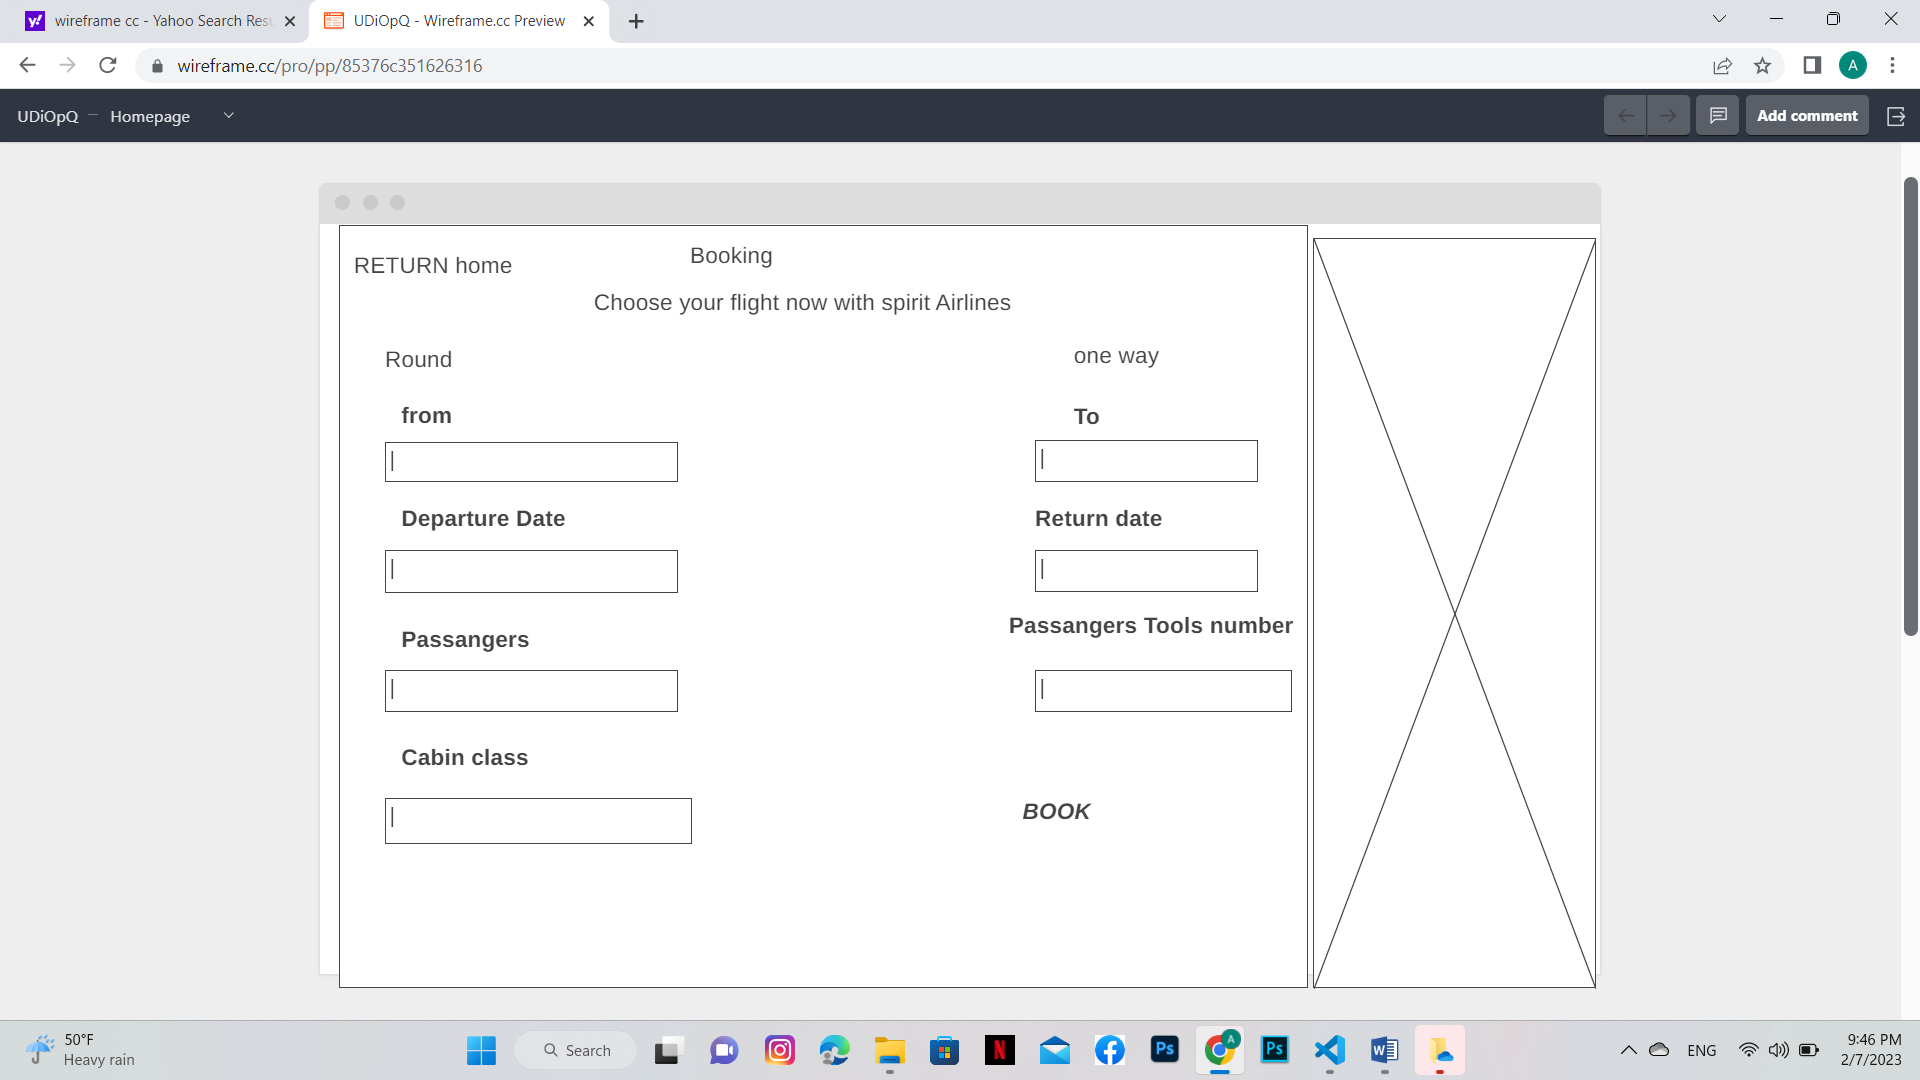 wireframe cc - Yahoo Search Res
UDiOpQ - Wireframe.cc Preview
wireframe.cc/pro/pp/85376c351626316
A
UDiOpQ – Homepage
Add comment
RETURN home
Booking
Choose your flight now with spirit Airlines
Round
one way
from
To
Departure Date
Return date
Passangers
Passangers Tools number
Cabin class
BOOK
50°F
Heavy rain
Search
ENG
9:46 PM
2/7/2023